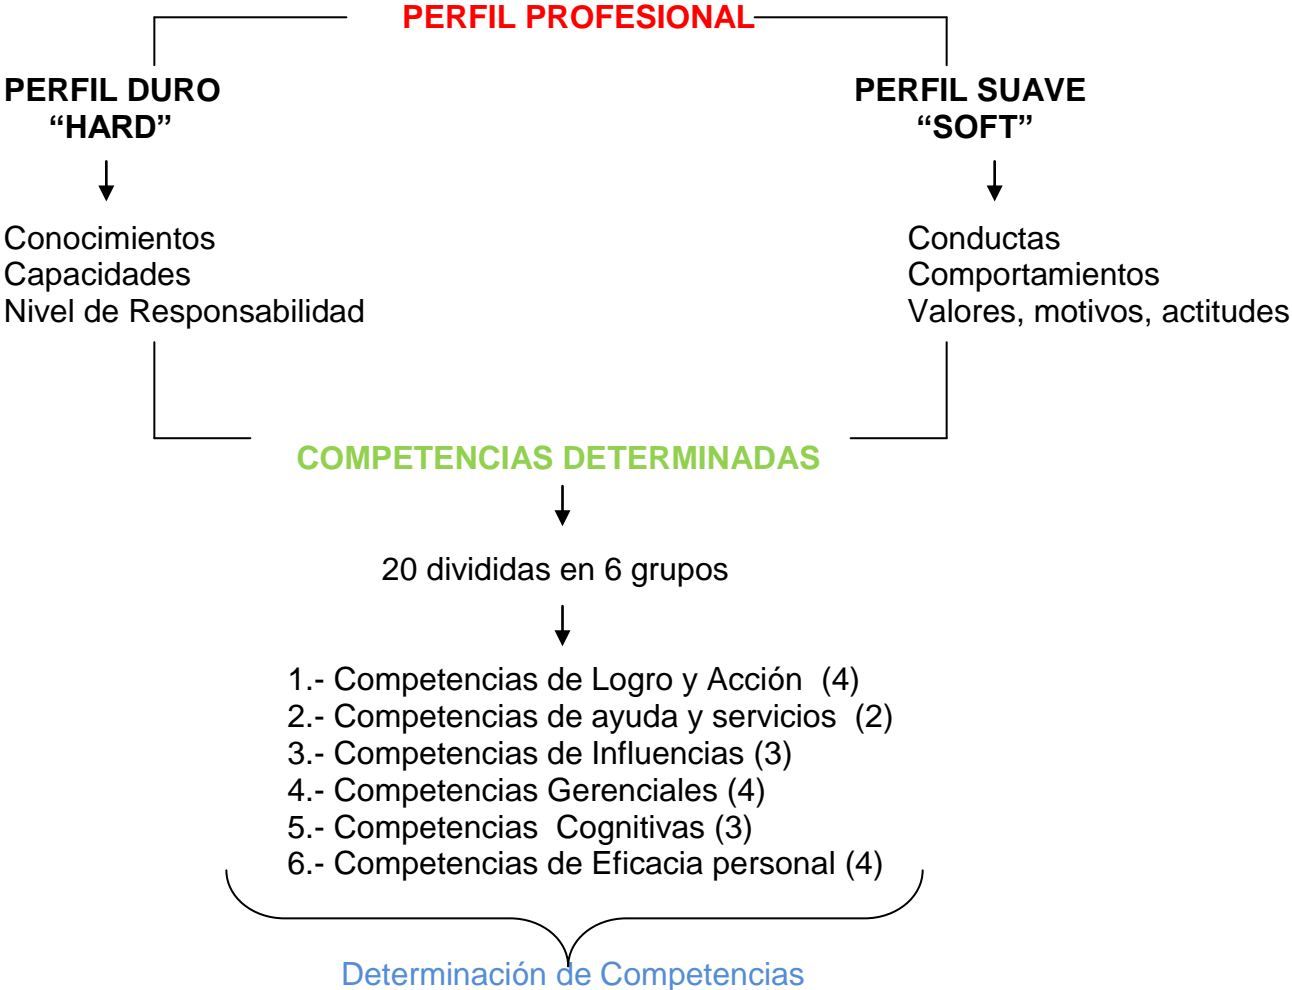 PERFIL PROFESIONAL
PERFIL DURO
“HARD”
PERFIL SUAVE
“SOFT”
Conocimientos
Capacidades
Nivel de Responsabilidad
Conductas
Comportamientos
Valores, motivos, actitudes
COMPETENCIAS DETERMINADAS
20 divididas en 6 grupos
1.- Competencias de Logro y Acción  (4)
2.- Competencias de ayuda y servicios  (2)
3.- Competencias de Influencias (3)
4.- Competencias Gerenciales (4)
5.- Competencias  Cognitivas (3)
6.- Competencias de Eficacia personal (4)
Determinación de Competencias